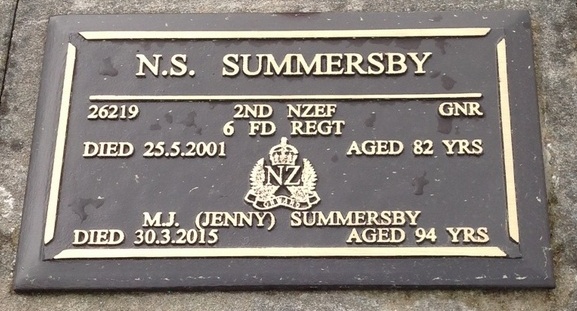 N.S. SUMMERSBY
26219 2ND NZEF GNR
6 FD REGT
DIED 25.5.2001 AGED 82 YRS
NZ
ONWARD
M.J. (JENNY) SUMMERSBY
DIED 30.3.2015 AGED 94 YRS